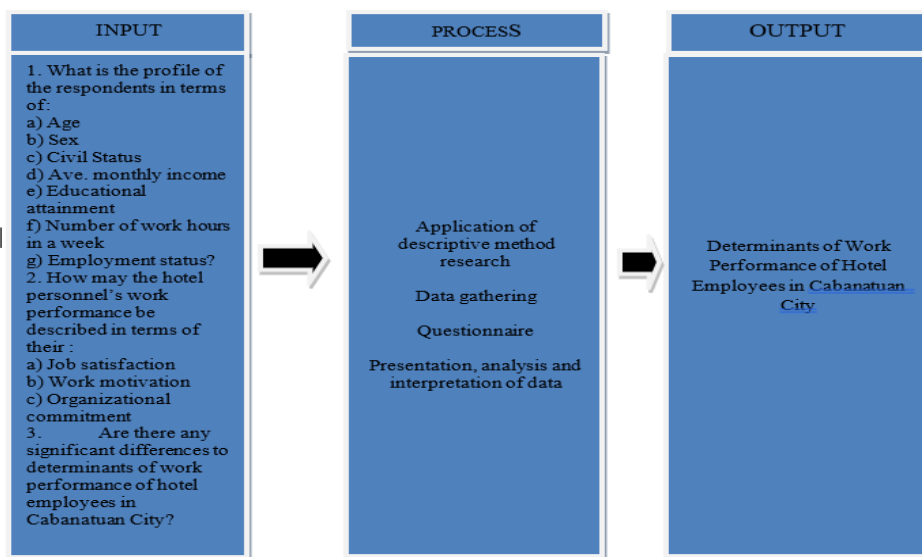 INPUT
1. What is the profile of
the respondents in terms
of:
a) Age
b) Sex
c) Civil Status
d) Ave. monthly income
e) Educational
attainment
f) Number of work hours
in a week
g) Employment status?
2. How may the hotel
personnel's work
performance be
described in terms of
their :
a) Job satisfaction
b) Work motivation
c) Organizational
commitment
3. Are there any
significant differences to
determinants of work
performance of hotel
employees in
Cabanatuan City?
PROCESS
Application of
descriptive method
research
Data gathering
Questionnaire
Presentation, analysis and
interpretation of data
OUTPUT
Determinants of Work
Performance of Hotel
Employees in Cabanatuan
City